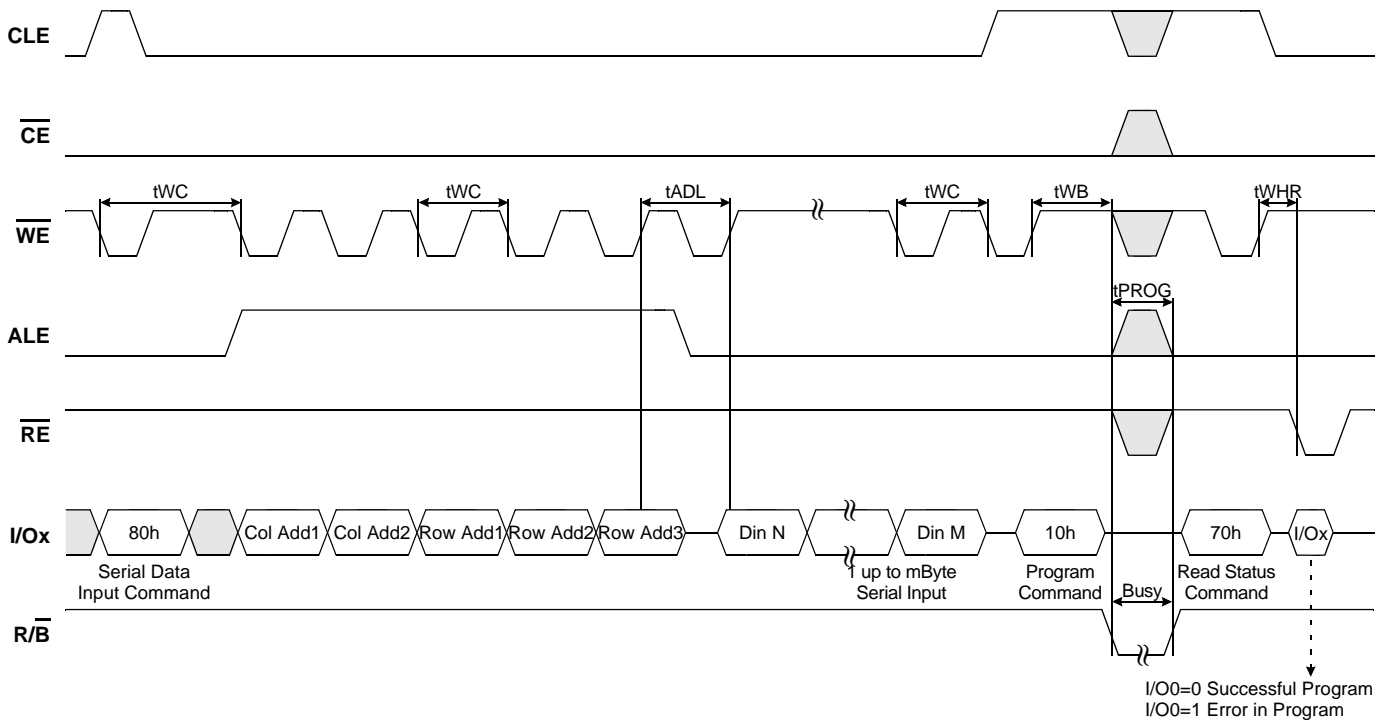 CLE
CE
tWC
tWC
tADL
tWC
tWB
tWHR
WE
tPROG
ALE
RE
I/Ox
80h
Col Add1
Col Add2
Row Add1
Row Add2
Row Add3
Din N
Din M
10h
70h
I/Ox
Serial Data
Input Command
1 up to mByte
Serial Input
Program
Command
Busy
Read Status
Command
R/B
I/O0=0 Successful Program
I/O0=1 Error in Program